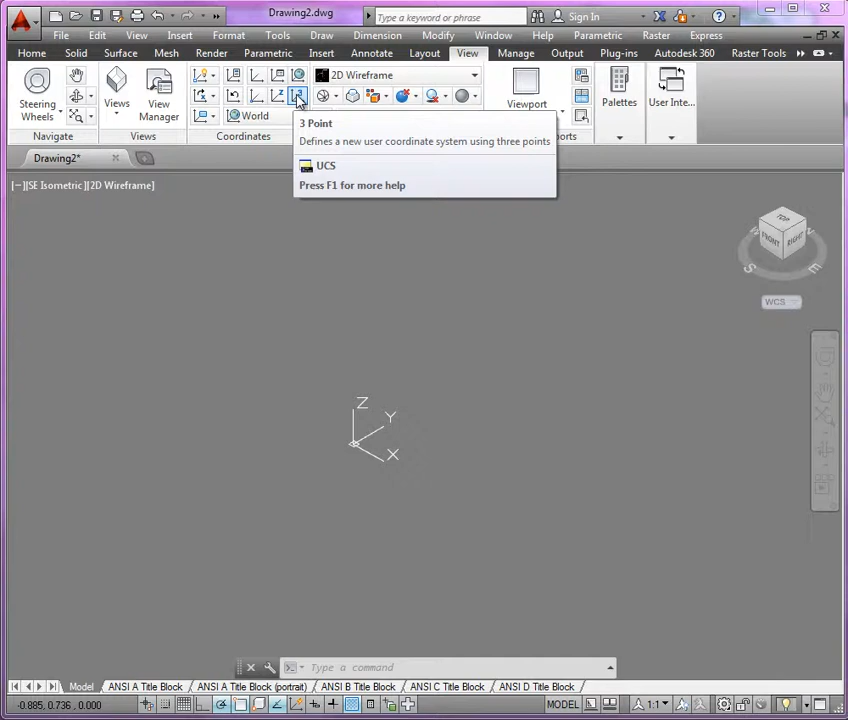 Drawing2.dwg
Type a keyword or phrase
Sign In
File Edit View Insert Format Tools Draw Dimension Modify Window Help Parametric Raster Express
Home Solid Surface Mesh Render Parametric Insert Annotate Layout View Manage Output Plug-ins Autodesk 360 Raster Tools
2D Wireframe
Steering Wheels
Views
View Manager
World
Viewport
Palettes
User Inte...
Navigate
Views
Coordinates
orts
3 Point
Defines a new user coordinate system using three points
UCS
Press F1 for more help
Drawing2*
[−][SE Isometric][2D Wireframe]
TOP
FRONT
RIGHT
S
E
WCS
Z
Y
X
Type a command
Model ANSI A Title Block ANSI A Title Block (portrait) ANSI B Title Block ANSI C Title Block ANSI D Title Block
-0.885, 0.736, 0.000
MODEL
1:1